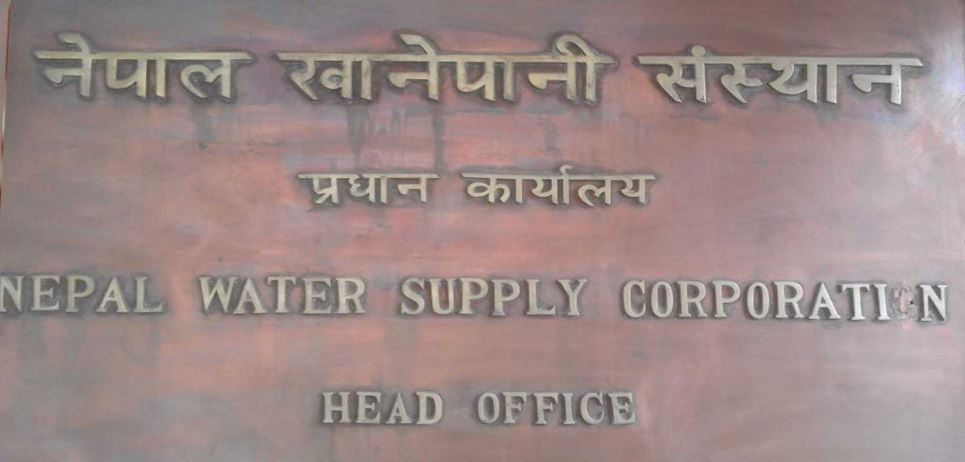 नेपाल खानेपानी संस्थान
प्रधान कार्यालय
NEPAL WATER SUPPLY CORPORATION
HEAD OFFICE